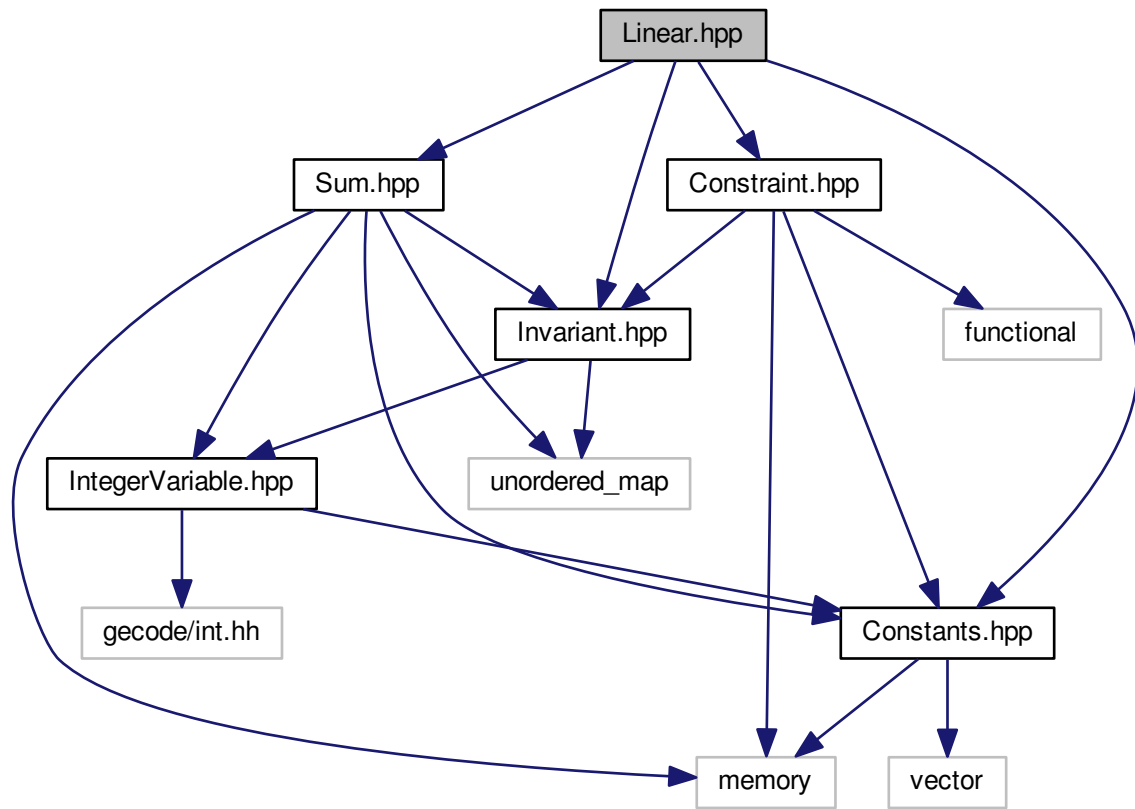 Linear.hpp
Sum.hpp
Constraint.hpp
Invariant.hpp
functional
IntegerVariable.hpp
unordered_map
gecode/int.hh
Constants.hpp
memory
vector